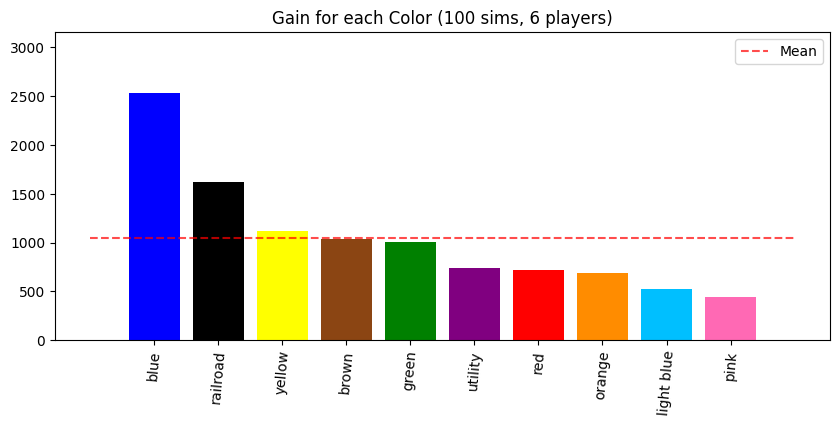 Gain for each Color (100 sims, 6 players)
Mean
3000
2500
2000
1500
1000
500
0
blue
railroad
yellow
brown
green
utility
red
orange
light blue
pink